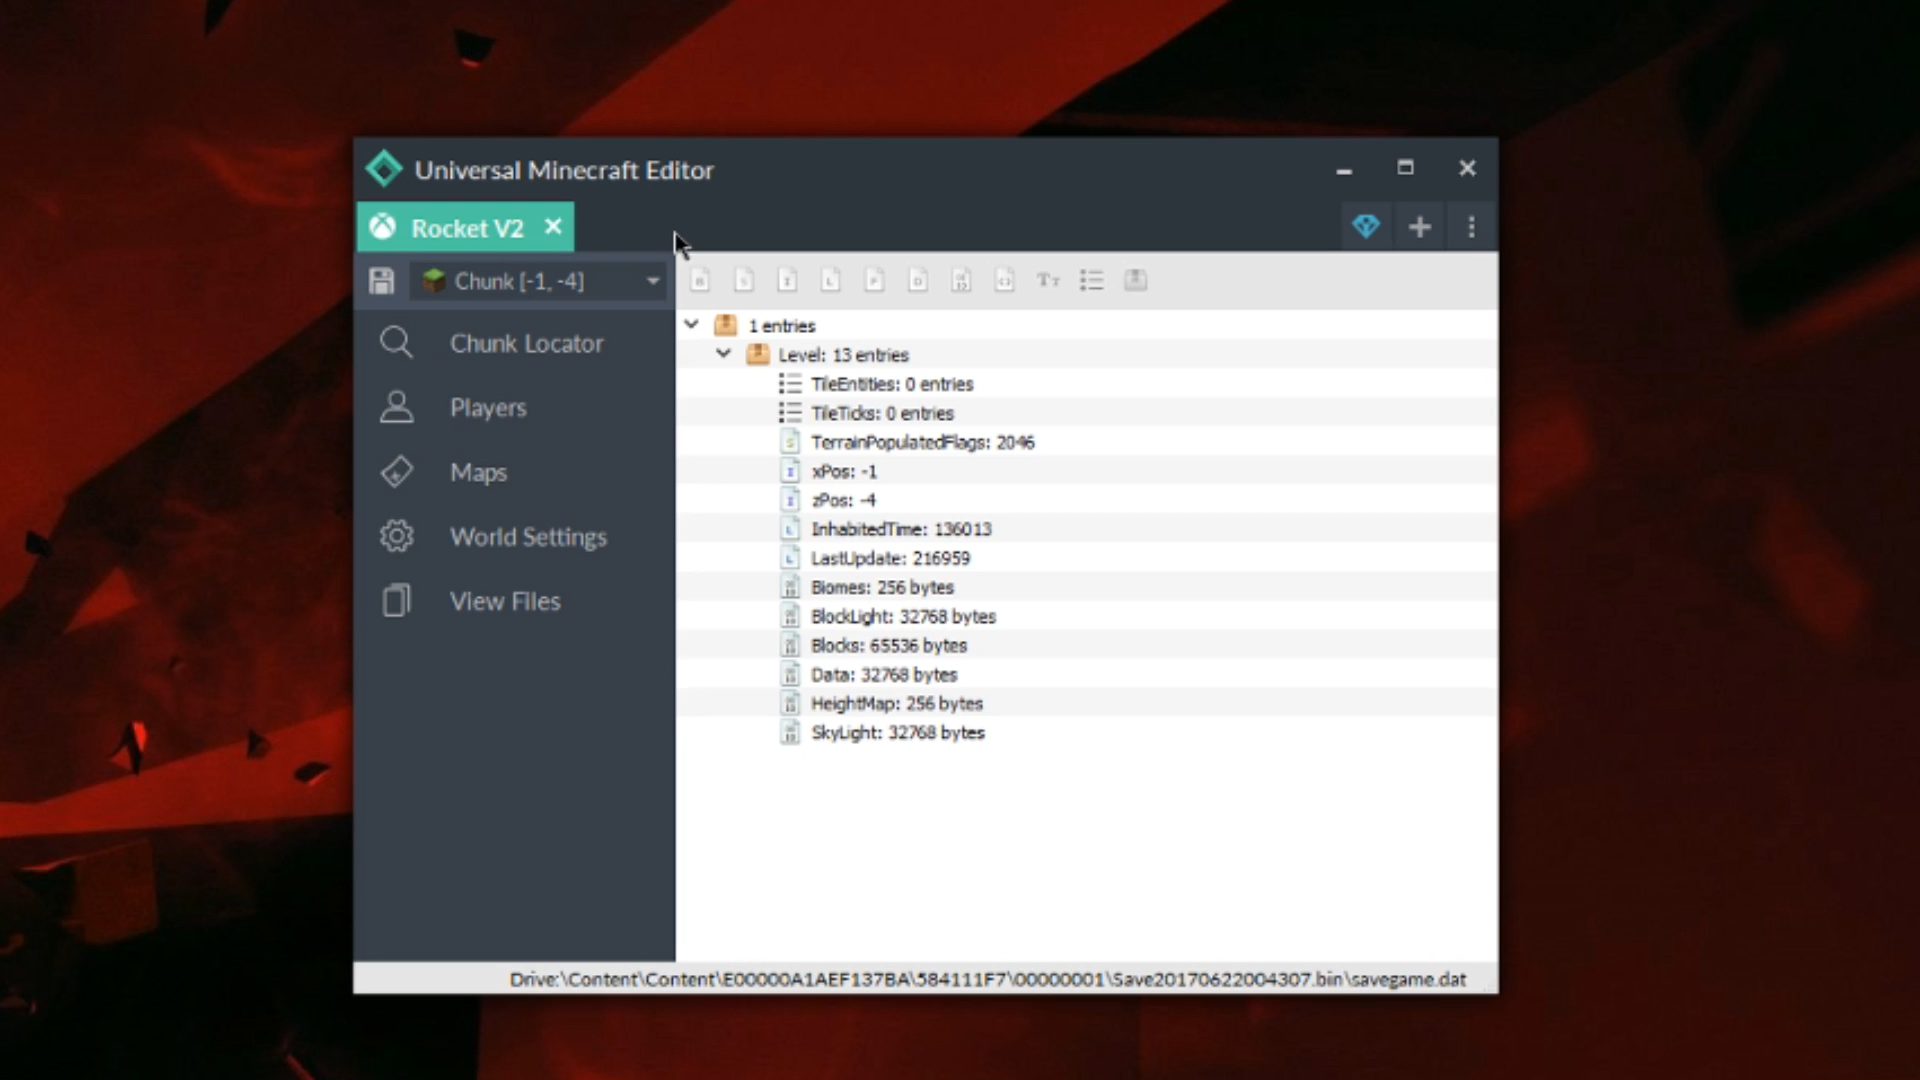 Universal Minecraft Editor
Rocket V2
Chunk [-1, -4]
Chunk Locator
Players
Maps
World Settings
View Files
1 entries
Level: 13 entries
TileEntities: 0 entries
TileTicks: 0 entries
TerrainPopulatedFlags: 2046
xPos: -1
zPos: -4
InhabitedTime: 136013
LastUpdate: 216959
Biomes: 256 bytes
BlockLight: 32768 bytes
Blocks: 65536 bytes
Data: 32768 bytes
HeightMap: 256 bytes
SkyLight: 32768 bytes
Drive:\Content\Content\E00000A1AEF137BA\584111F7\00000001\Save20170622004307.bin\savegame.dat